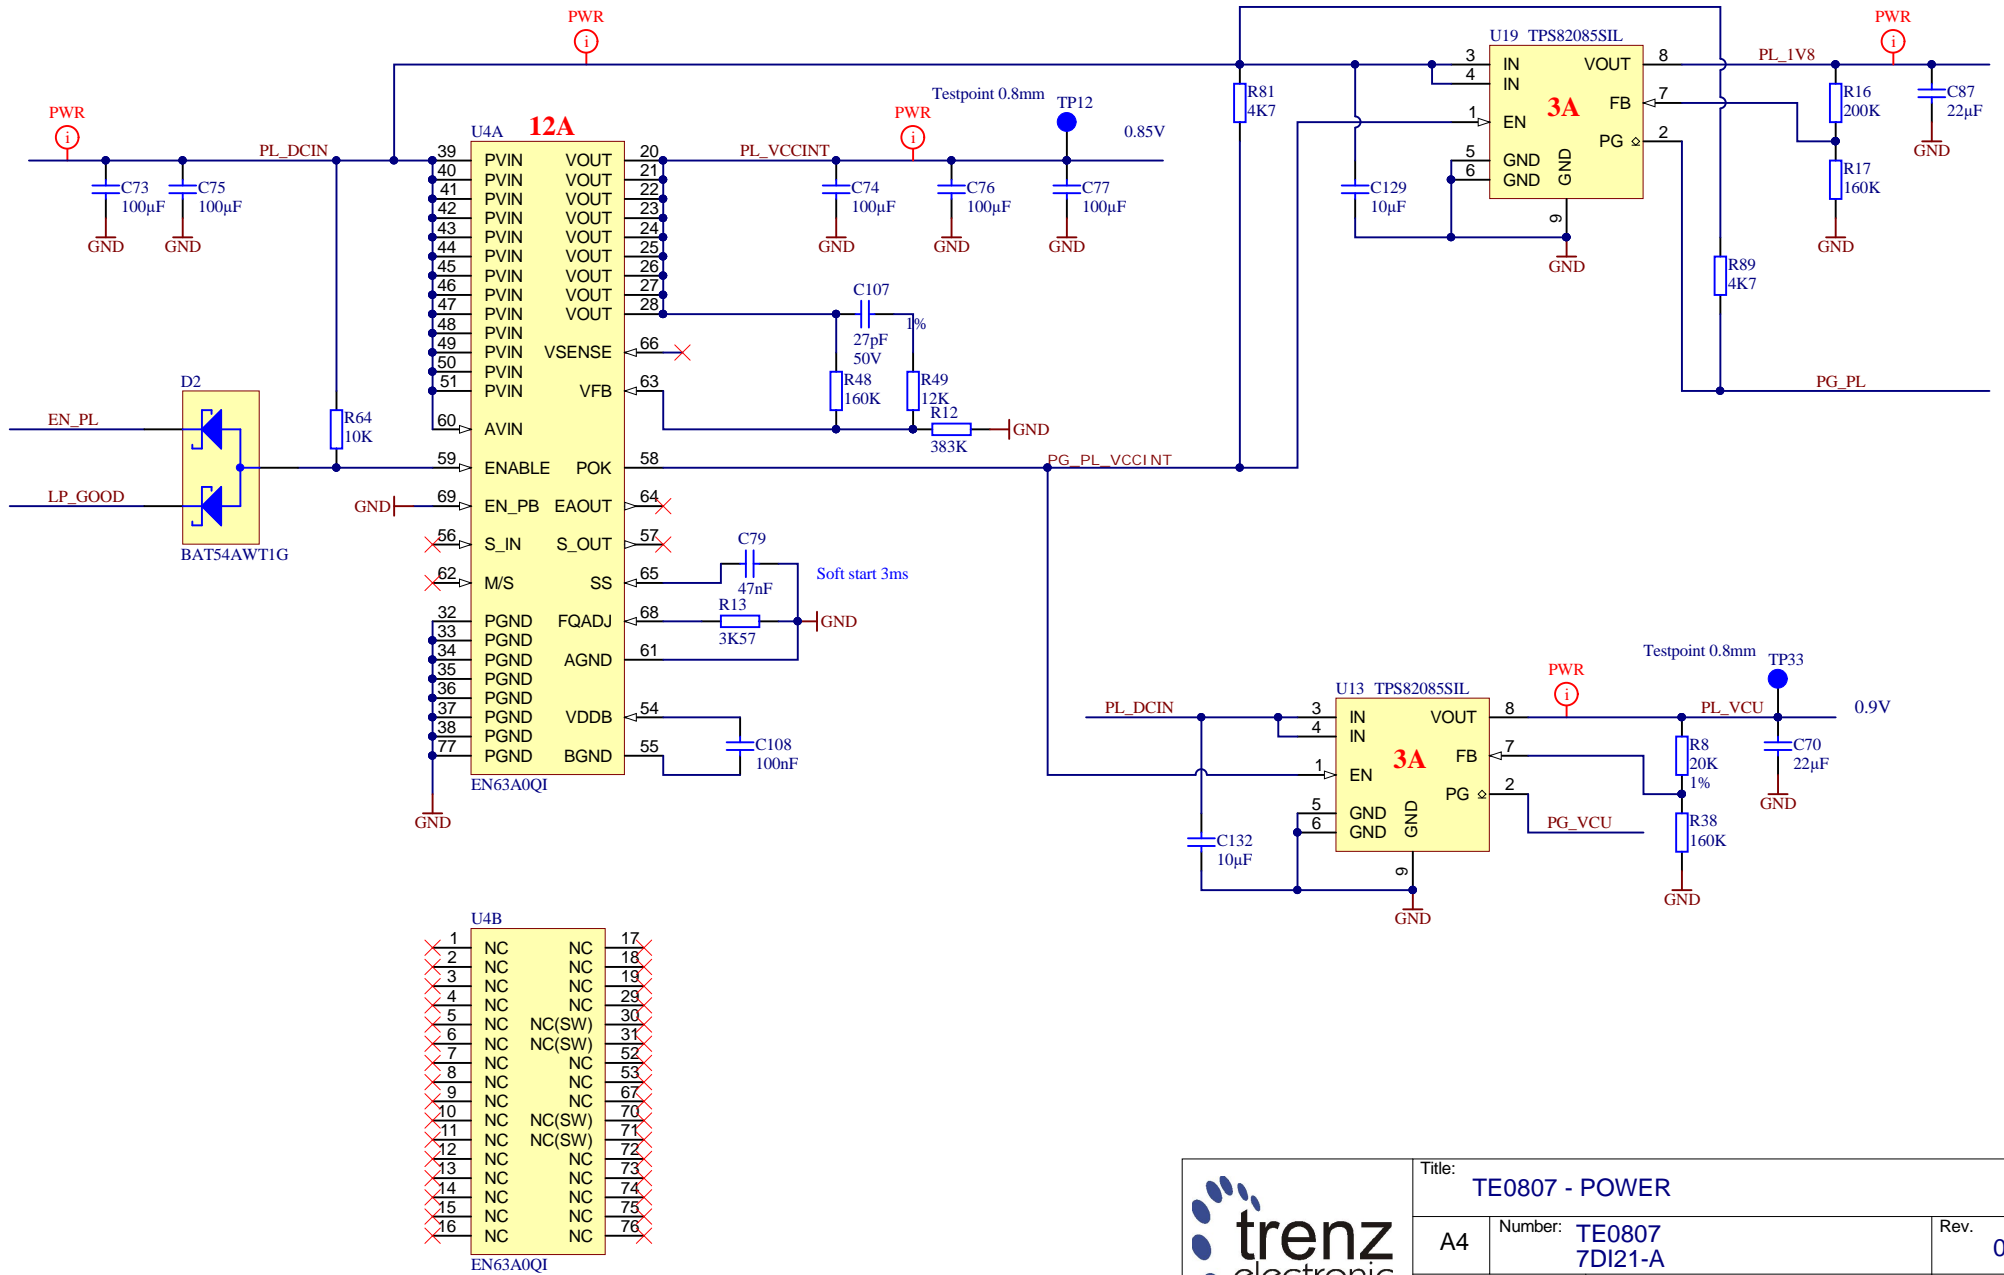 PWR
PWR
U19 TPS82085SIL
3 IN VOUT 8 PL_1V8
4 IN
FB 7
1 EN 3A
PG 2
5 GND
6 GND GND
9
GND
R81
4K7
C129
10µF
R16
200K
R17
160K
GND
C87
22µF
GND
R89
4K7
PG_PL
PWR
PL_DCIN
C73
100µF
GND
C75
100µF
GND
U4A 12A
39 PVIN VOUT 20
40 PVIN VOUT 21
41 PVIN VOUT 22
42 PVIN VOUT 23
43 PVIN VOUT 24
44 PVIN VOUT 25
45 PVIN VOUT 26
46 PVIN VOUT 27
47 PVIN VOUT 28
48 PVIN
49 PVIN VSENSE 66
50 PVIN
51 PVIN VFB 63
60 AVIN
59 ENABLE POK 58
69 EN_PB EAOUT 64
56 S_IN S_OUT 57
62 M/S SS 65
32 PGND FQADJ 68
33 PGND
34 PGND AGND 61
35 PGND
36 PGND
37 PGND VDDB 54
38 PGND
77 PGND BGND 55
EN63A0QI
GND
GND
PL_VCCINT
PWR
Testpoint 0.8mm
TP12
0.85V
C74
100µF
GND
C76
100µF
GND
C77
100µF
GND
C107
1%
27pF
50V
R48
160K
R49
12K
R12
383K
GND
D2
EN_PL
LP_GOOD
BAT54AWT1G
R64
10K
PG_PL_VCCINT
C79
47nF
Soft start 3ms
R13
3K57
GND
C108
100nF
PL_DCIN
U13 TPS82085SIL
3 IN VOUT 8
4 IN
3A FB 7
1 EN
PG 2
5 GND
6 GND GND
9
GND
C132
10µF
PWR
Testpoint 0.8mm
TP33
PL_VCU
0.9V
R8
20K
1%
C70
22µF
GND
PG_VCU
R38
160K
GND
U4B
1 NC NC 17
2 NC NC 18
3 NC NC 19
4 NC NC 29
5 NC NC(SW) 30
6 NC NC(SW) 31
7 NC NC 52
8 NC NC 53
9 NC NC 67
10 NC NC(SW) 70
11 NC NC(SW) 71
12 NC NC 72
13 NC NC 73
14 NC NC 74
15 NC NC 75
16 NC NC 76
EN63A0QI
trenz
electronic
Title:
TE0807 - POWER
A4
Number: TE0807
7DI21-A
Rev.
0